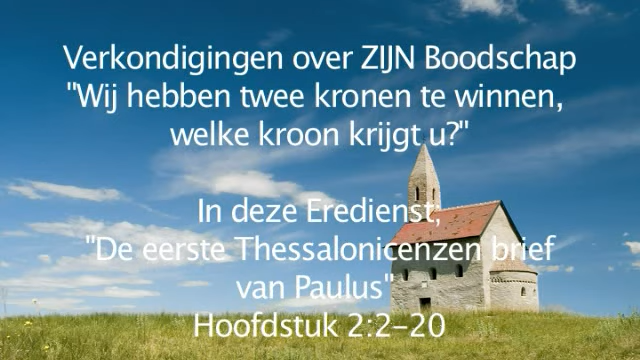 Verkondigingen over ZIJN Boodschap
"Wij hebben twee kronen te winnen,
welke kroon krijgt u?"
In deze Eredienst,
"De eerste Thessalonicenzen brief
van Paulus"
Hoofdstuk 2:2-20